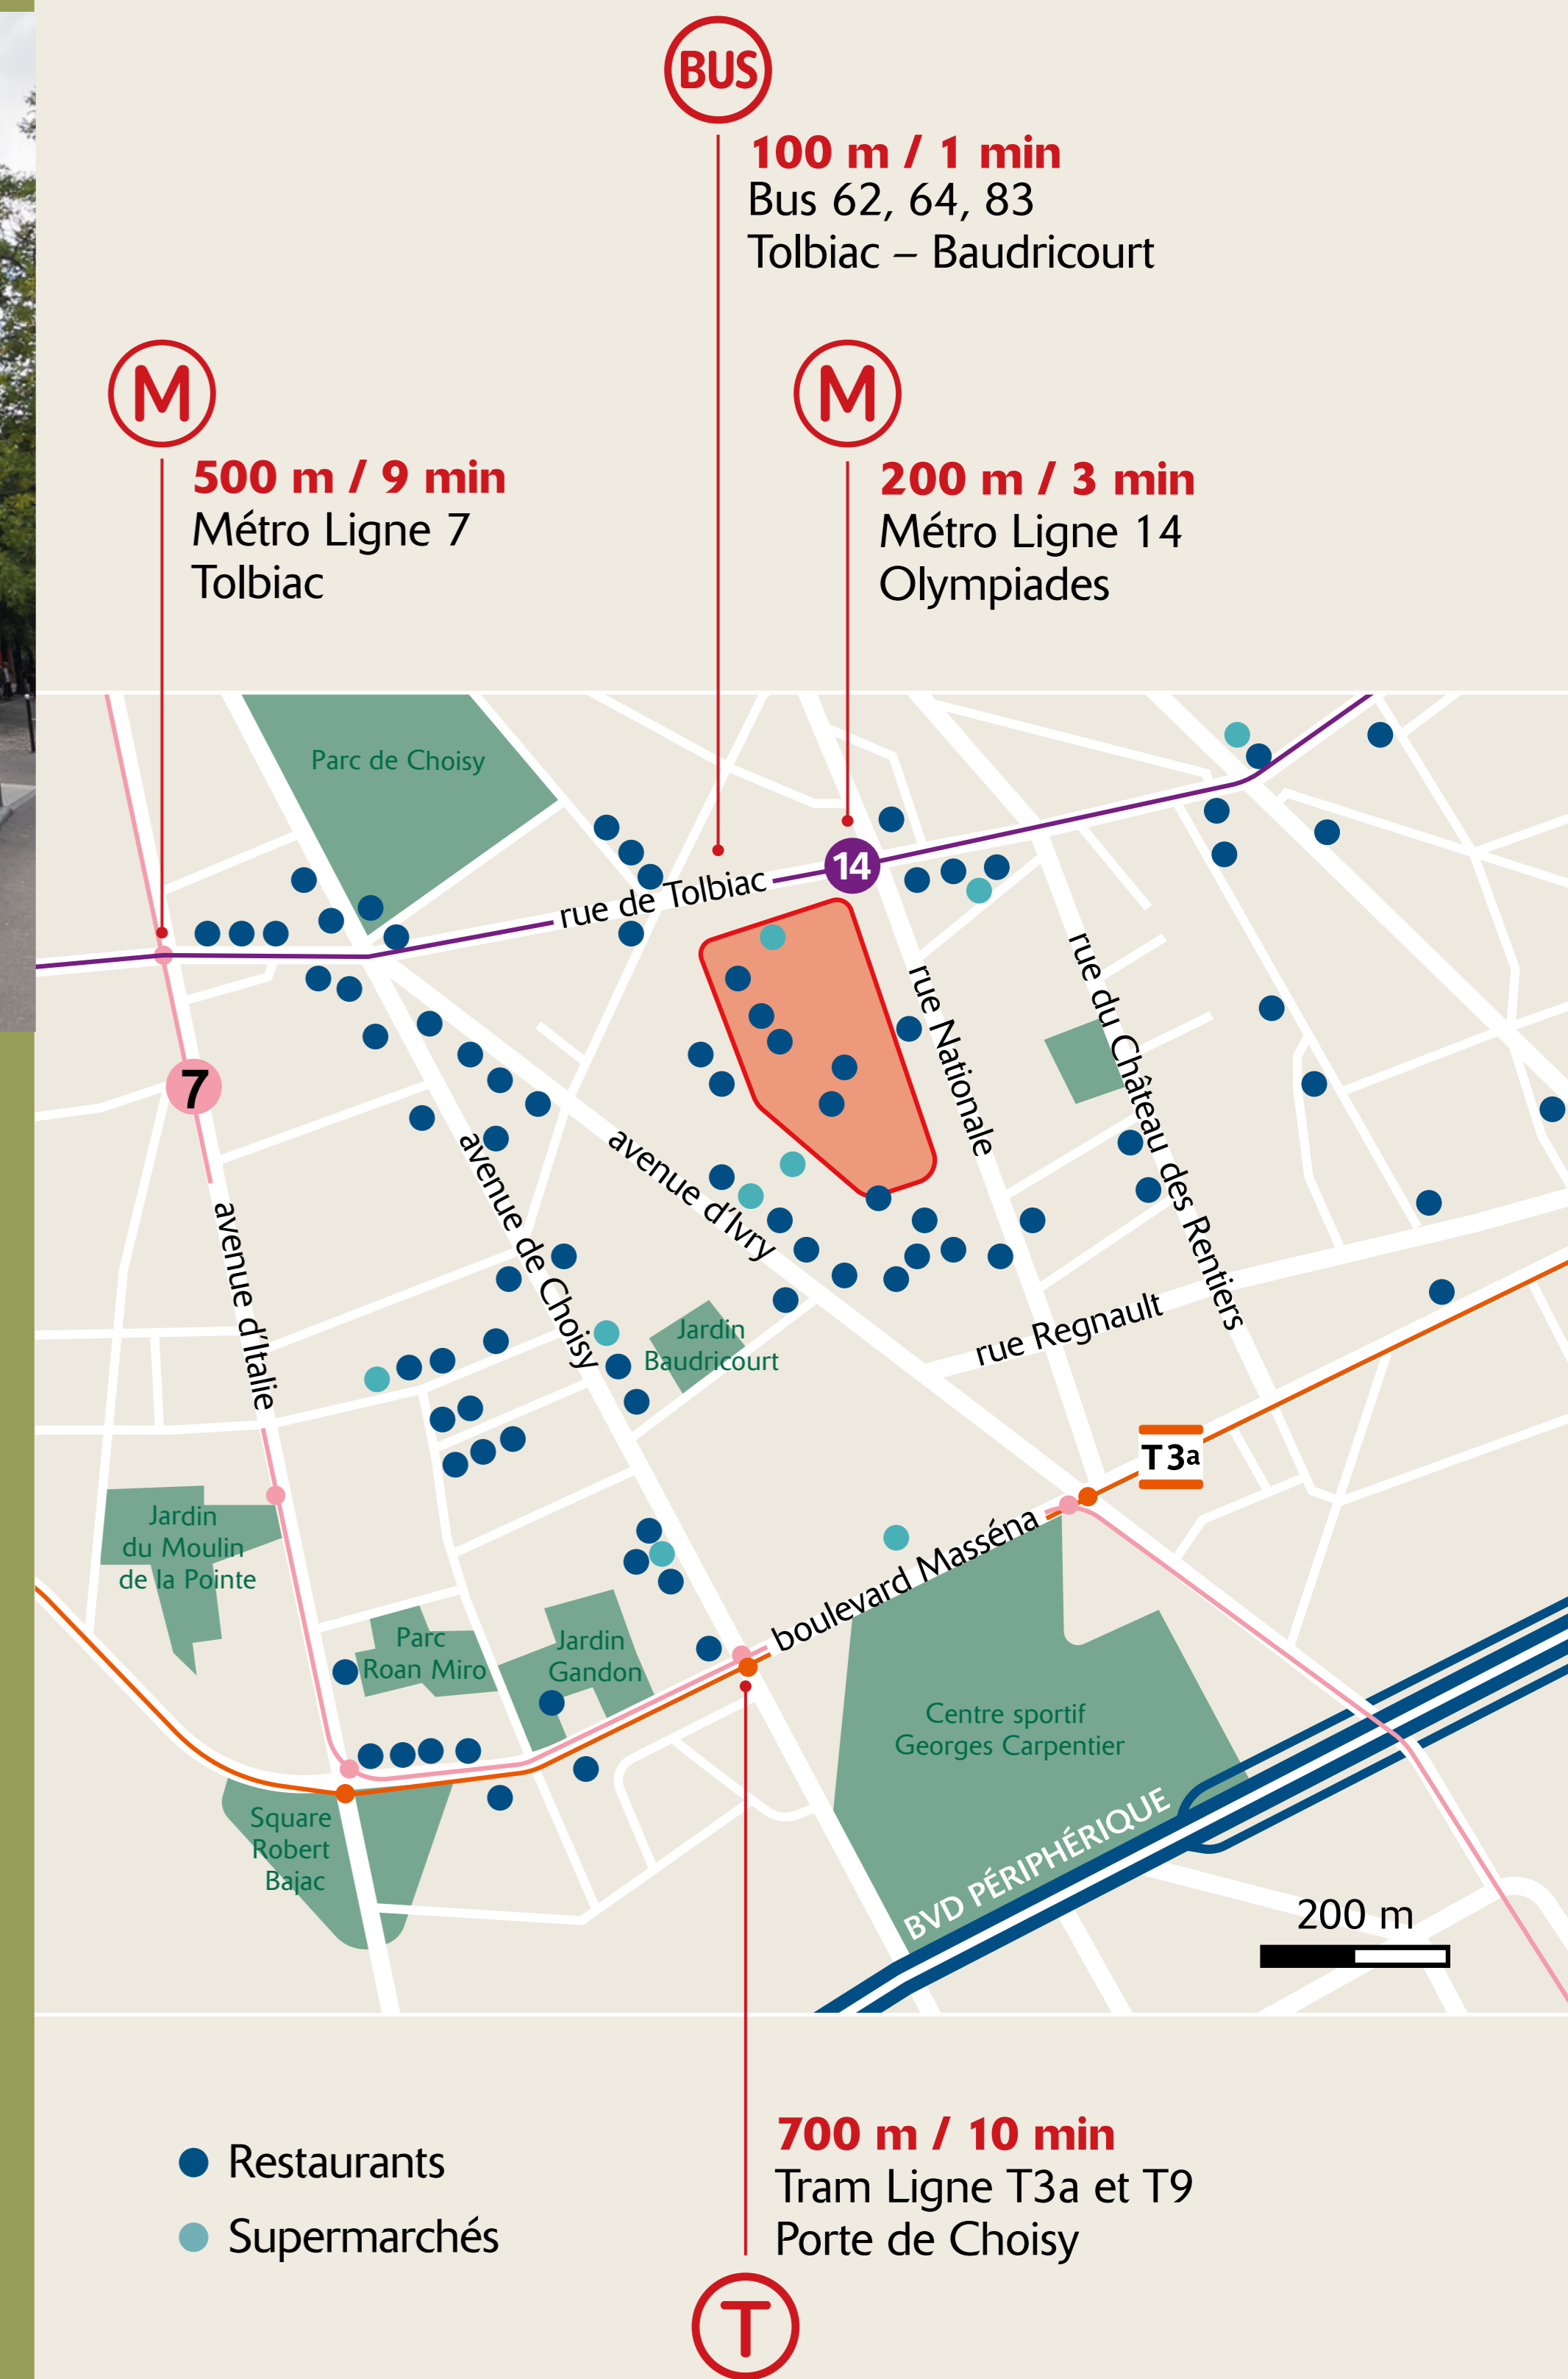 BUS
100 m / 1 min
Bus 62, 64, 83
Tolbiac – Baudricourt
M
500 m / 9 min
Métro Ligne 7
Tolbiac
M
200 m / 3 min
Métro Ligne 14
Olympiades
Parc de Choisy
14
rue de Tolbiac
rue Nationale
rue du Château des Rentiers
7
avenue d'Italie
avenue de Choisy
avenue d'Ivry
rue Regnault
Jardin
Baudricourt
T3a
Jardin
du Moulin
de la Pointe
boulevard Masséna
Parc
Roan Miro
Jardin
Gandon
Centre sportif
Georges Carpentier
Square
Robert
Bajac
BVD PÉRIPHÉRIQUE
200 m
Restaurants
Supermarchés
700 m / 10 min
Tram Ligne T3a et T9
Porte de Choisy
T